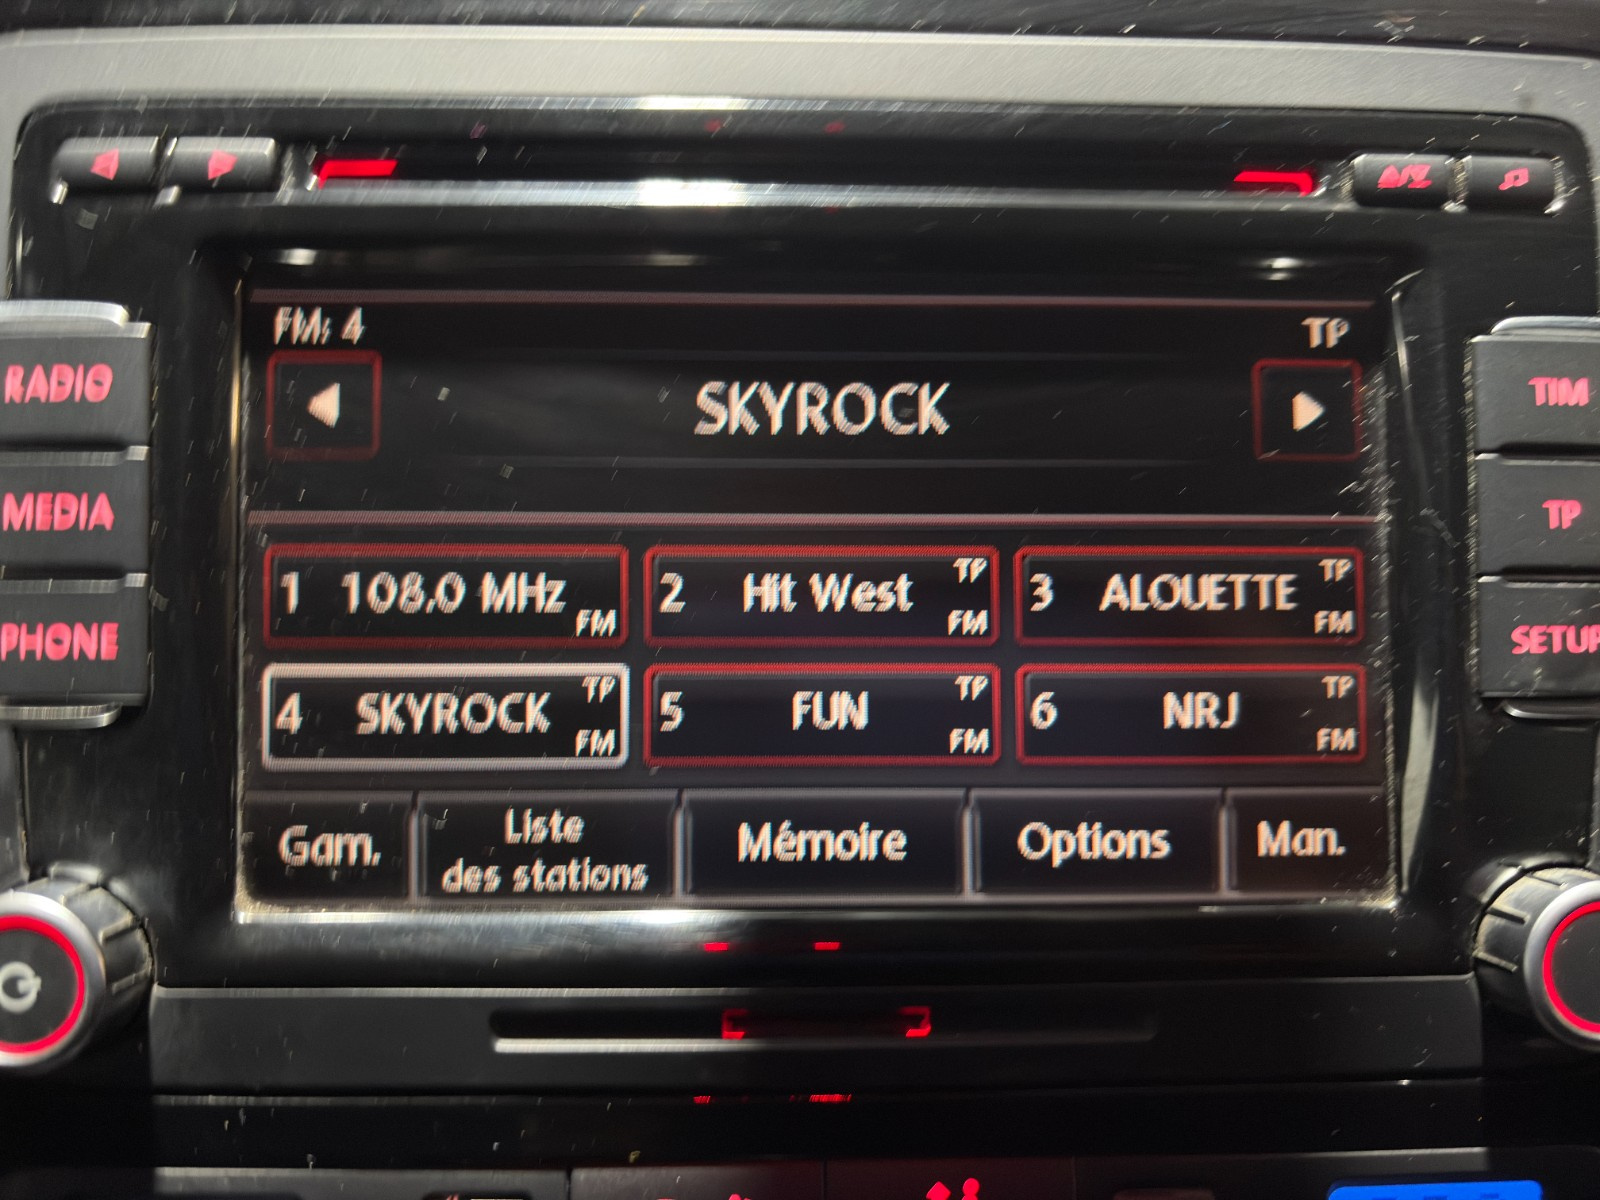 FM: 4
TP
SKYROCK
RADIO
TIM
1 108.0 MHz FM
2 Hit West TP FM
3 ALOUETTE TP FM
MEDIA
TP
4 SKYROCK TP FM
5 FUN TP FM
6 NRJ TP FM
PHONE
SETUP
Gam.
Liste
des stations
Mémoire
Options
Man.